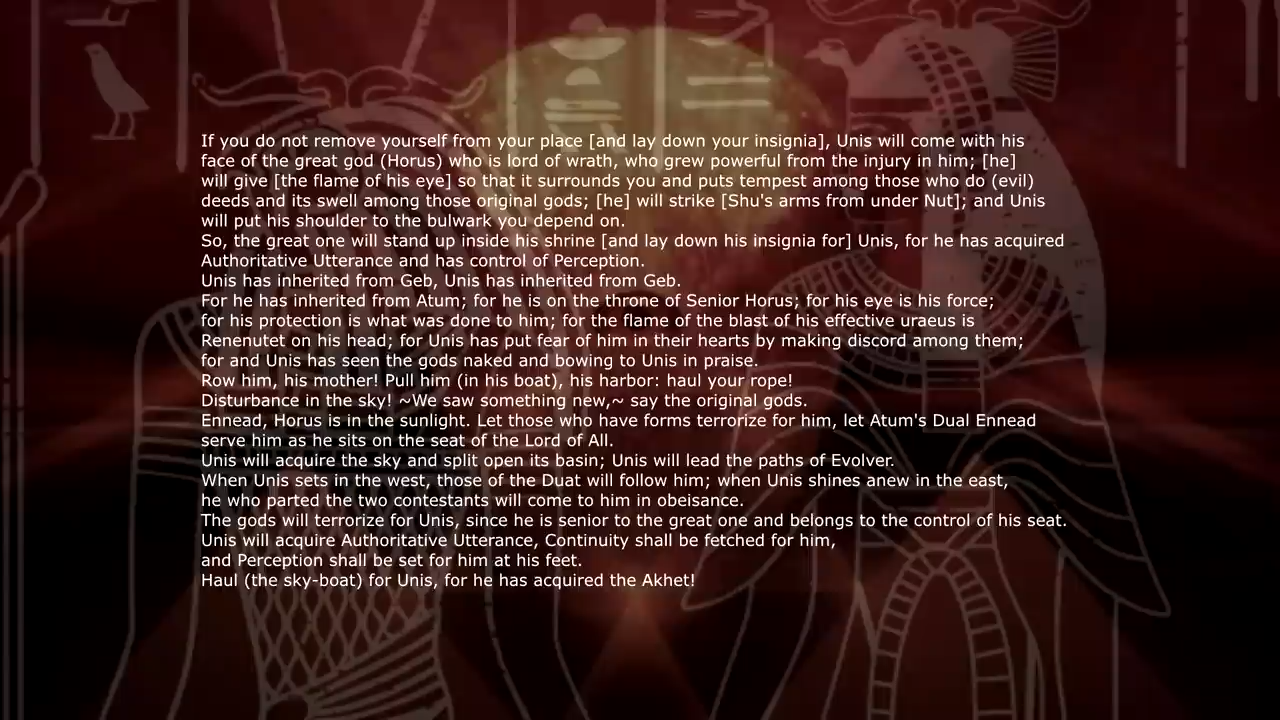 If you do not remove yourself from your place [and lay down your insignia], Unis will come with his
face of the great god (Horus) who is lord of wrath, who grew powerful from the injury in him; [he]
will give [the flame of his eye] so that it surrounds you and puts tempest among those who do (evil)
deeds and its swell among those original gods; [he] will strike [Shu's arms from under Nut]; and Unis
will put his shoulder to the bulwark you depend on.
So, the great one will stand up inside his shrine [and lay down his insignia for] Unis, for he has acquired
Authoritative Utterance and has control of Perception.
Unis has inherited from Geb, Unis has inherited from Geb.
For he has inherited from Atum; for he is on the throne of Senior Horus; for his eye is his force;
for his protection is what was done to him; for the flame of the blast of his effective uraeus is
Renenutet on his head; for Unis has put fear of him in their hearts by making discord among them;
for and Unis has seen the gods naked and bowing to Unis in praise.
Row him, his mother! Pull him (in his boat), his harbor: haul your rope!
Disturbance in the sky! ~We saw something new,~ say the original gods.
Ennead, Horus is in the sunlight. Let those who have forms terrorize for him, let Atum's Dual Ennead
serve him as he sits on the seat of the Lord of All.
Unis will acquire the sky and split open its basin; Unis will lead the paths of Evolver.
When Unis sets in the west, those of the Duat will follow him; when Unis shines anew in the east,
he who parted the two contestants will come to him in obeisance.
The gods will terrorize for Unis, since he is senior to the great one and belongs to the control of his seat.
Unis will acquire Authoritative Utterance, Continuity shall be fetched for him,
and Perception shall be set for him at his feet.
Haul (the sky-boat) for Unis, for he has acquired the Akhet!